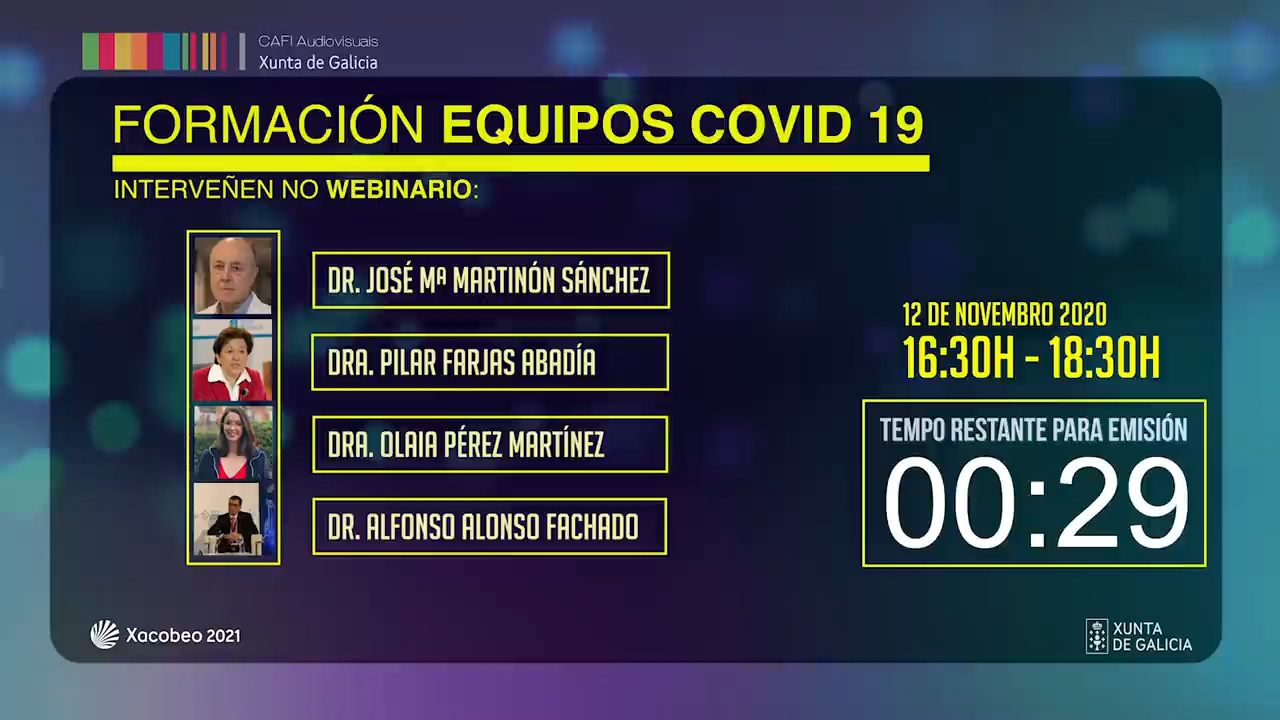 CAFI Audiovisuais
Xunta de Galicia
FORMACIÓN EQUIPOS COVID 19
INTERVEÑEN NO WEBINARIO:
DR. JOSÉ Mª MARTINÓN SÁNCHEZ
DRA. PILAR FARJAS ABADÍA
DRA. OLAIA PÉREZ MARTÍNEZ
DR. ALFONSO ALONSO FACHADO
12 DE NOVEMBRO 2020
16:30H - 18:30H
TEMPO RESTANTE PARA EMISIÓN
00:29
Xacobeo 2021
XUNTA
DE GALICIA